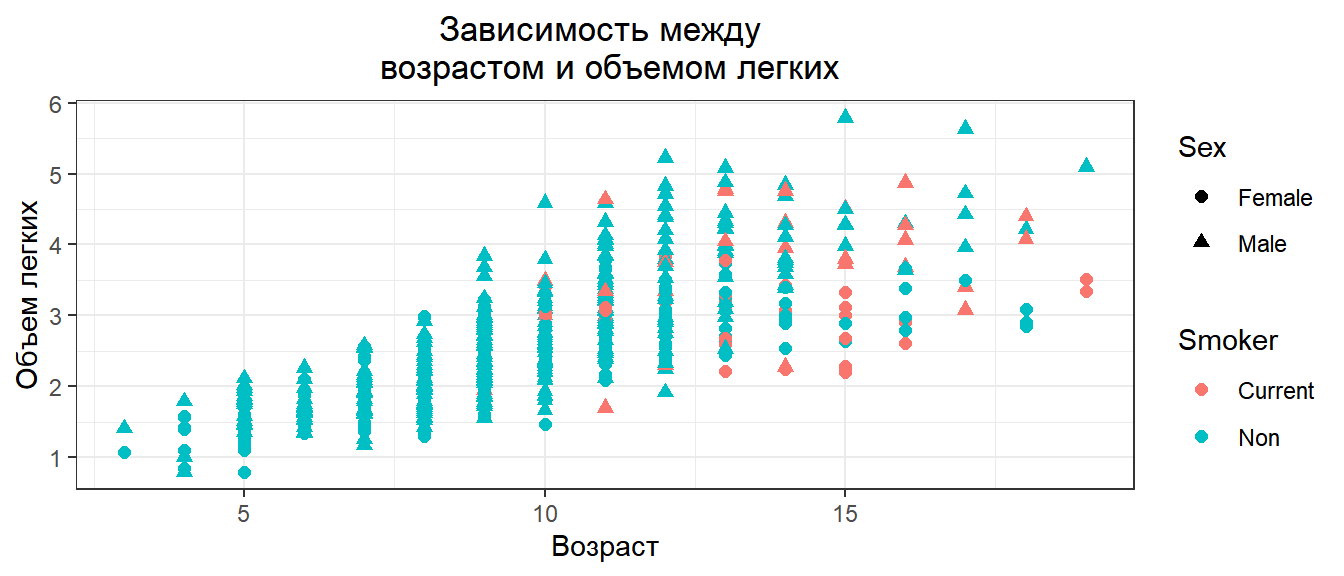 Зависимость между
возрастом и объемом легких
Объем легких
6
5
4
3
2
1
5
10
15
Возраст
Sex
Female
Male
Smoker
Current
Non